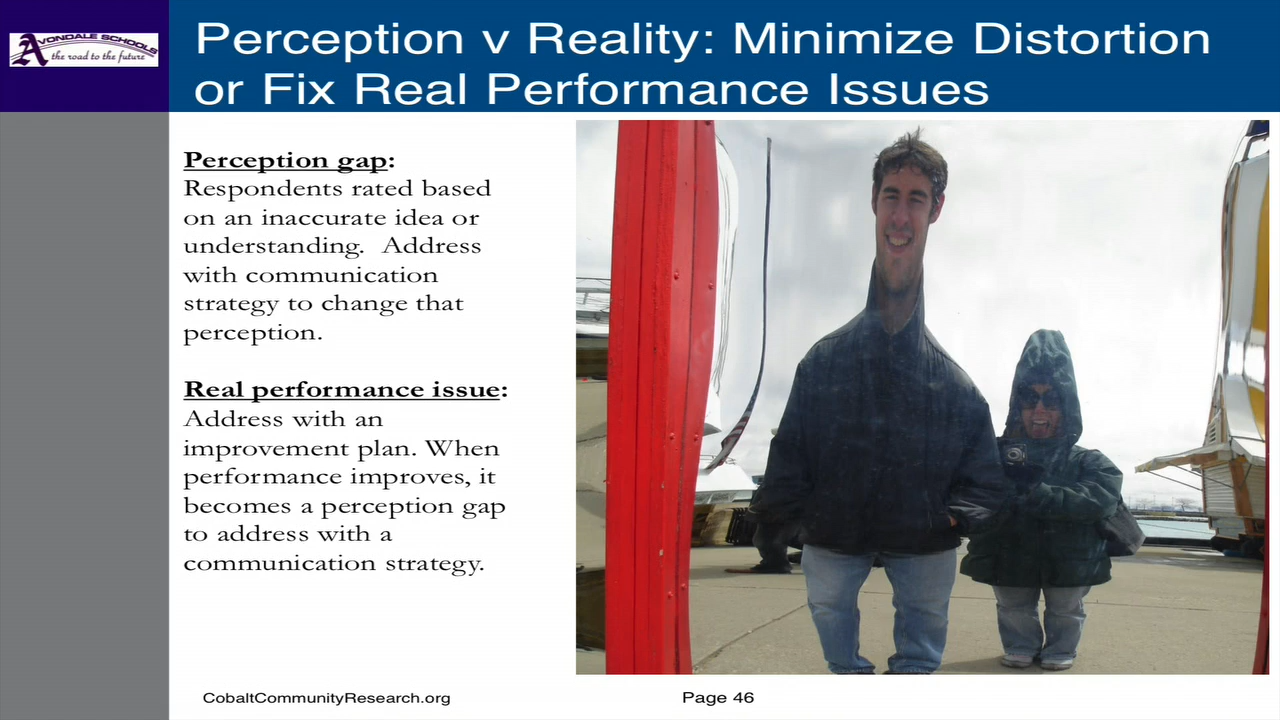 AVONDALE SCHOOLS
the road to the future
Perception v Reality: Minimize Distortion
or Fix Real Performance Issues
Perception gap:
Respondents rated based
on an inaccurate idea or
understanding.  Address
with communication
strategy to change that
perception.
Real performance issue:
Address with an
improvement plan. When
performance improves, it
becomes a perception gap
to address with a
communication strategy.
CobaltCommunityResearch.org
Page 46